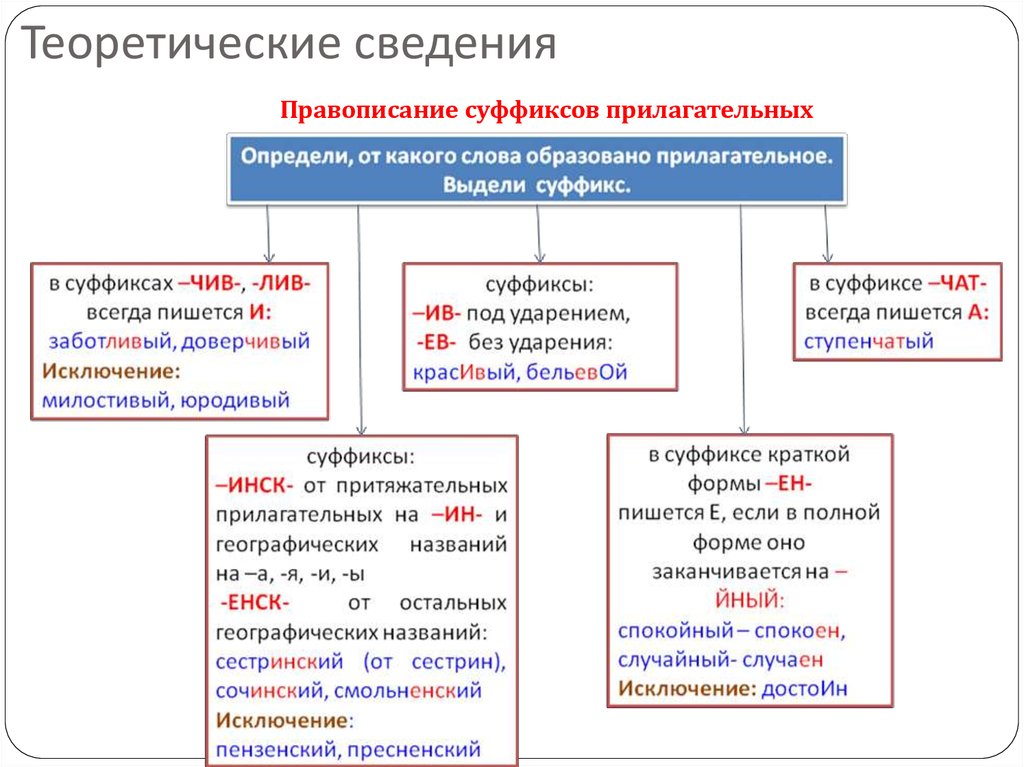 Теоретические сведения
Правописание суффиксов прилагательных
Определи, от какого слова образовано прилагательное.
Выдели суффикс.
в суффиксах –ЧИВ-, -ЛИВ-
всегда пишется И:
заботливый, доверчивый
Исключение:
милостивый, юродивый
суффиксы:
–ИВ- под ударением,
-ЕВ- без ударения:
красИвый, бельевОй
в суффиксе –ЧАТ-
всегда пишется А:
ступенчатый
суффиксы:
–ИНСК- от притяжательных
прилагательных на –ИН- и
географических названий
на –а, -я, -и, -ы
-ЕНСК- от остальных
географических названий:
сестринский (от сестрин),
сочинский, смольненский
Исключение:
пензенский, пресненский
в суффиксе краткой
формы –ЕН-
пишется Е, если в полной
форме оно
заканчивается на –
ЙНЫЙ:
спокойный – спокоен,
случайный- случаен
Исключение: достоИн